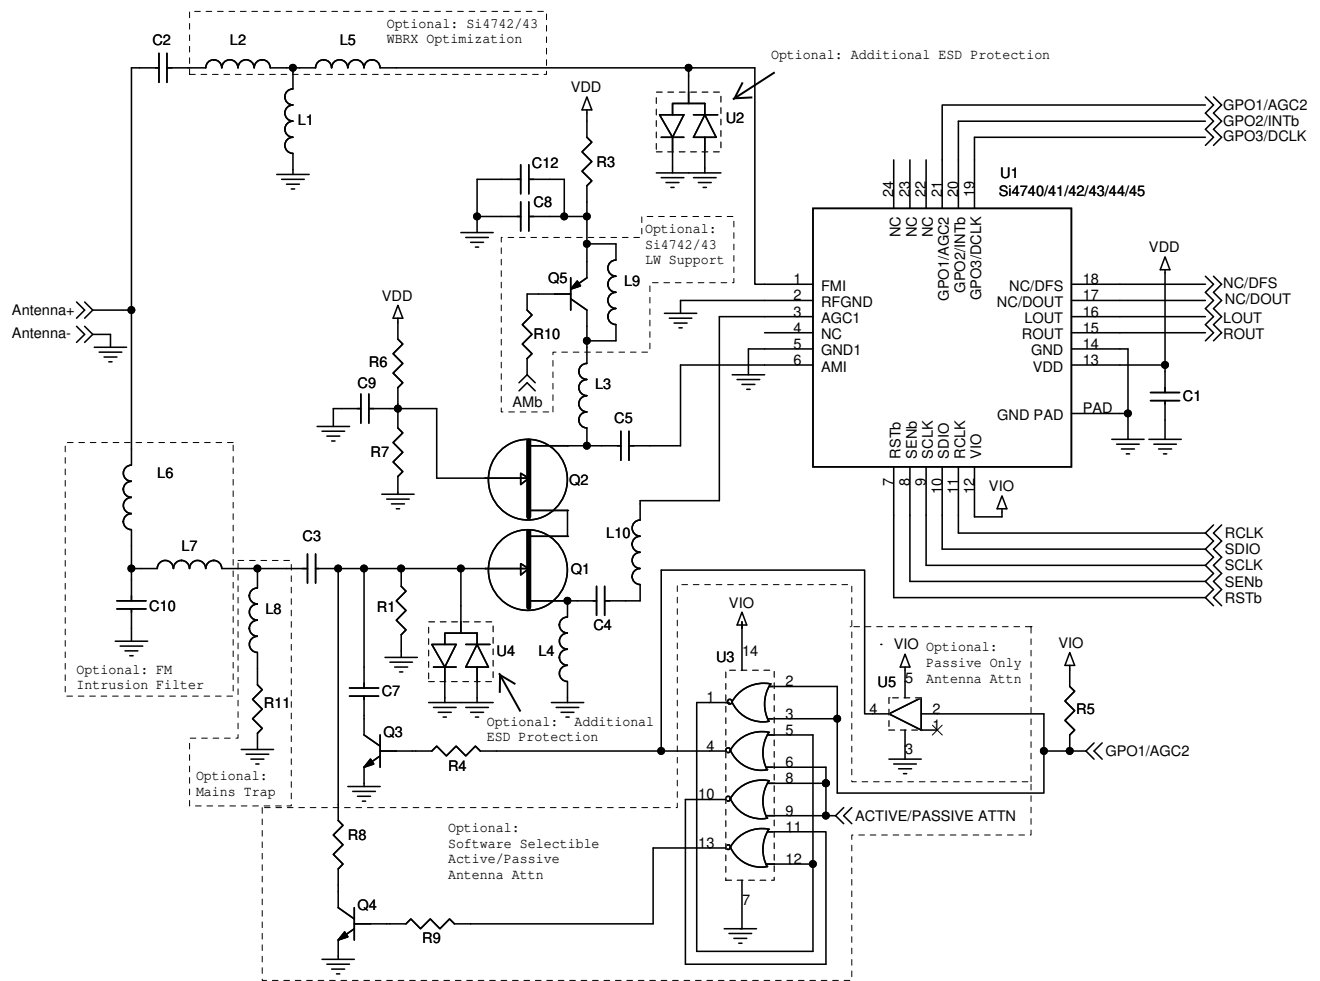 Optional: Si4742/43
WBRX Optimization
C2
L2
L5
L1
Optional: Additional ESD Protection
U2
VDD
R3
C12
C8
Optional:
Si4742/43
LW Support
Q5
L9
R10
AMb
L3
C5
GPO1/AGC2
GPO2/INTb
GPO3/DCLK
U1
Si4740/41/42/43/44/45
24
23
22
21
20
19
NC
NC
NC
GPO1/AGC2
GPO2/INTb
GPO3/DCLK
1 FMI
2 RFGND
3 AGC1
4 NC
5 GND1
6 AMI
NC/DFS 18 NC/DFS
NC/DOUT 17 NC/DOUT
LOUT 16 LOUT
ROUT 15 ROUT
GND 14
VDD 13
GND PAD PAD
VDD
C1
RSTb
SENb
SCLK
SDIO
RCLK
VIO
7
8
9
10
11
12
VIO
RCLK
SDIO
SCLK
SENb
RSTb
Antenna+
Antenna-
VDD
R6
C9
R7
Q2
Q1
L10
C4
L4
L6
L7
C10
Optional: FM
Intrusion Filter
C3
L8
R11
Optional:
Mains Trap
R1
C7
U4
Optional: Additional
ESD Protection
Q3
R4
R8
Q4
R9
Optional:
Software Selectible
Active/Passive
Antenna Attn
VIO
U3
14
1
2
3
4
5
6
8
10
9
11
13
12
7
VIO
Optional:
Passive Only
Antenna Attn
U5
5
4
2
1
3
VIO
R5
GPO1/AGC2
ACTIVE/PASSIVE ATTN